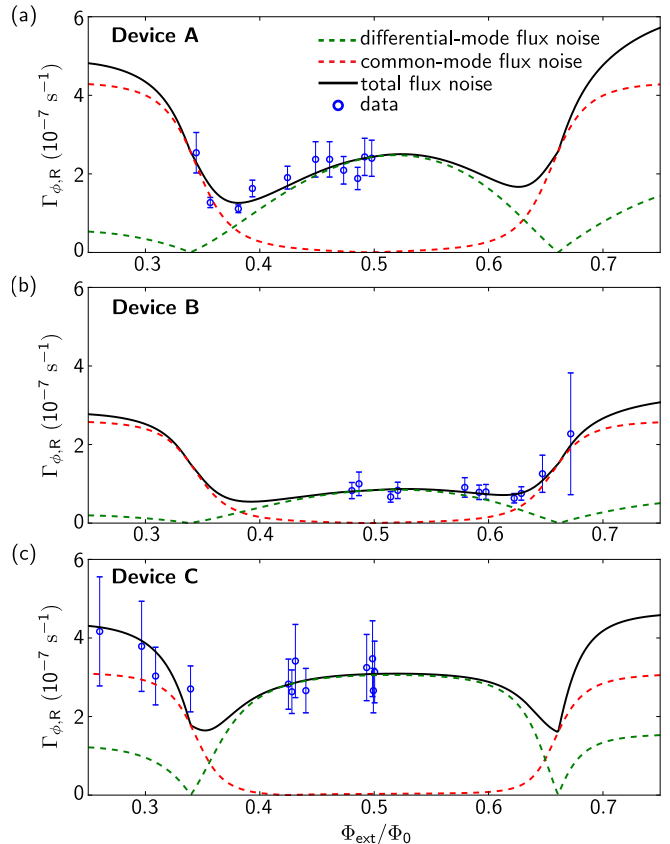 (a)
Device A
differential-mode flux noise
common-mode flux noise
total flux noise
data
6
4
2
0
Γϕ,R (10⁻⁷ s⁻¹)
0.3 0.4 0.5 0.6 0.7
(b)
Device B
6
4
2
0
Γϕ,R (10⁻⁷ s⁻¹)
0.3 0.4 0.5 0.6 0.7
(c)
Device C
6
4
2
0
Γϕ,R (10⁻⁷ s⁻¹)
0.3 0.4 0.5 0.6 0.7
Φext/Φ0